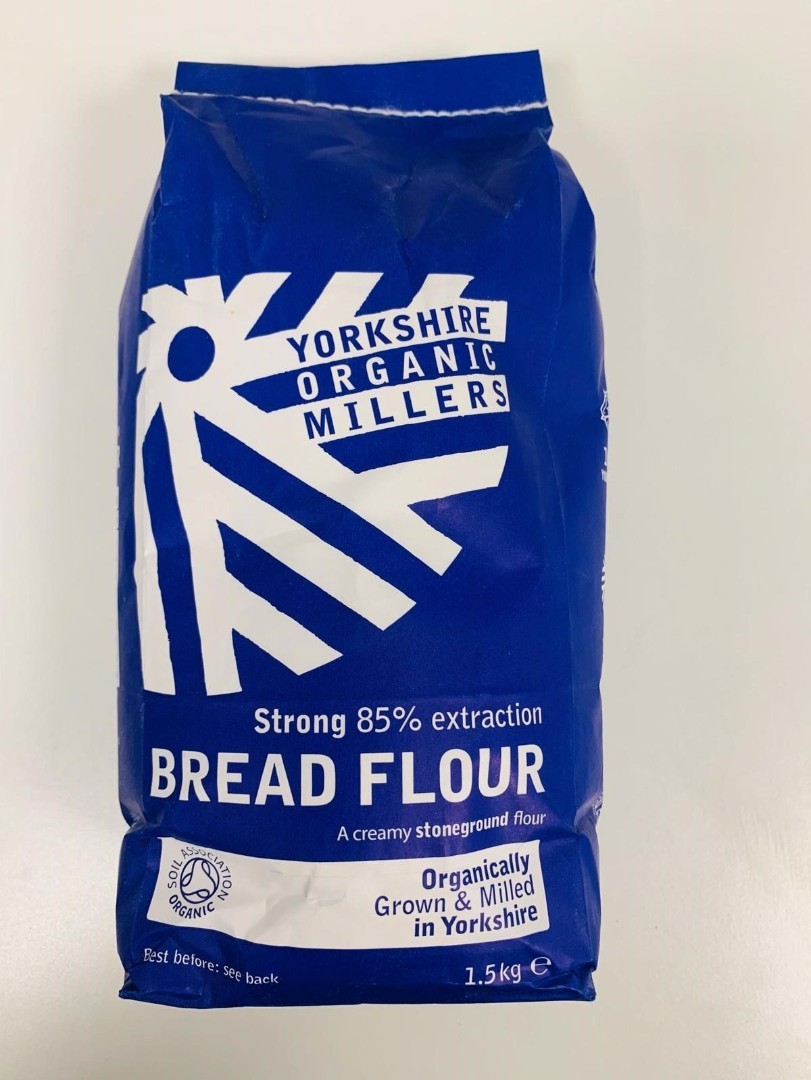 YORKSHIRE
ORGANIC
MILLERS
Strong 85% extraction
BREAD FLOUR
A creamy stoneground flour
SOIL ASSOCIATION
ORGANIC
Organically
Grown & Milled
in Yorkshire
Best before: see back
1.5kg ℮